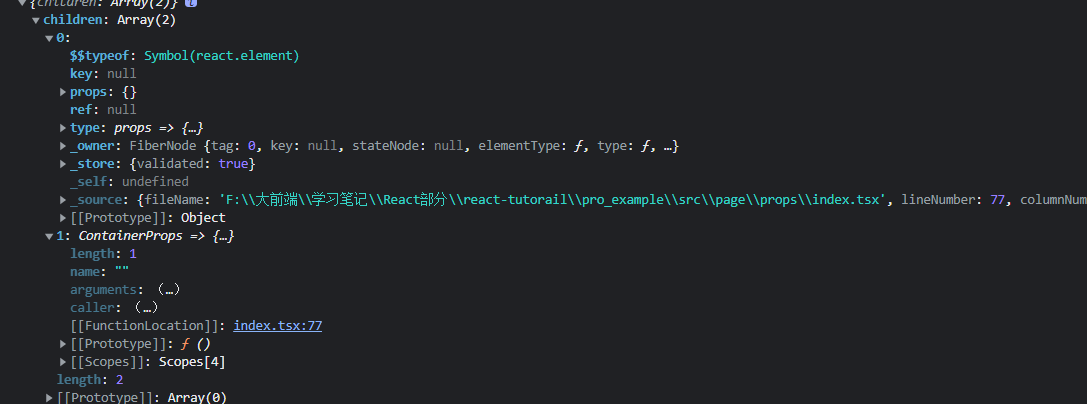 {children: Array(2)} i
children: Array(2)
0:
$$typeof: Symbol(react.element)
key: null
props: {}
ref: null
type: props => {…}
_owner: FiberNode {tag: 0, key: null, stateNode: null, elementType: ƒ, type: ƒ, …}
_store: {validated: true}
_self: undefined
_source: {fileName: 'F:\\大前端\\学习笔记\\React部分\\react-tutorail\\pro_example\\src\\page\\props\\index.tsx', lineNumber: 77, columnNum
[[Prototype]]: Object
1: ContainerProps => {…}
length: 1
name: ""
arguments: (…)
caller: (…)
[[FunctionLocation]]: index.tsx:77
[[Prototype]]: ƒ ()
[[Scopes]]: Scopes[4]
length: 2
[[Prototype]]: Array(0)